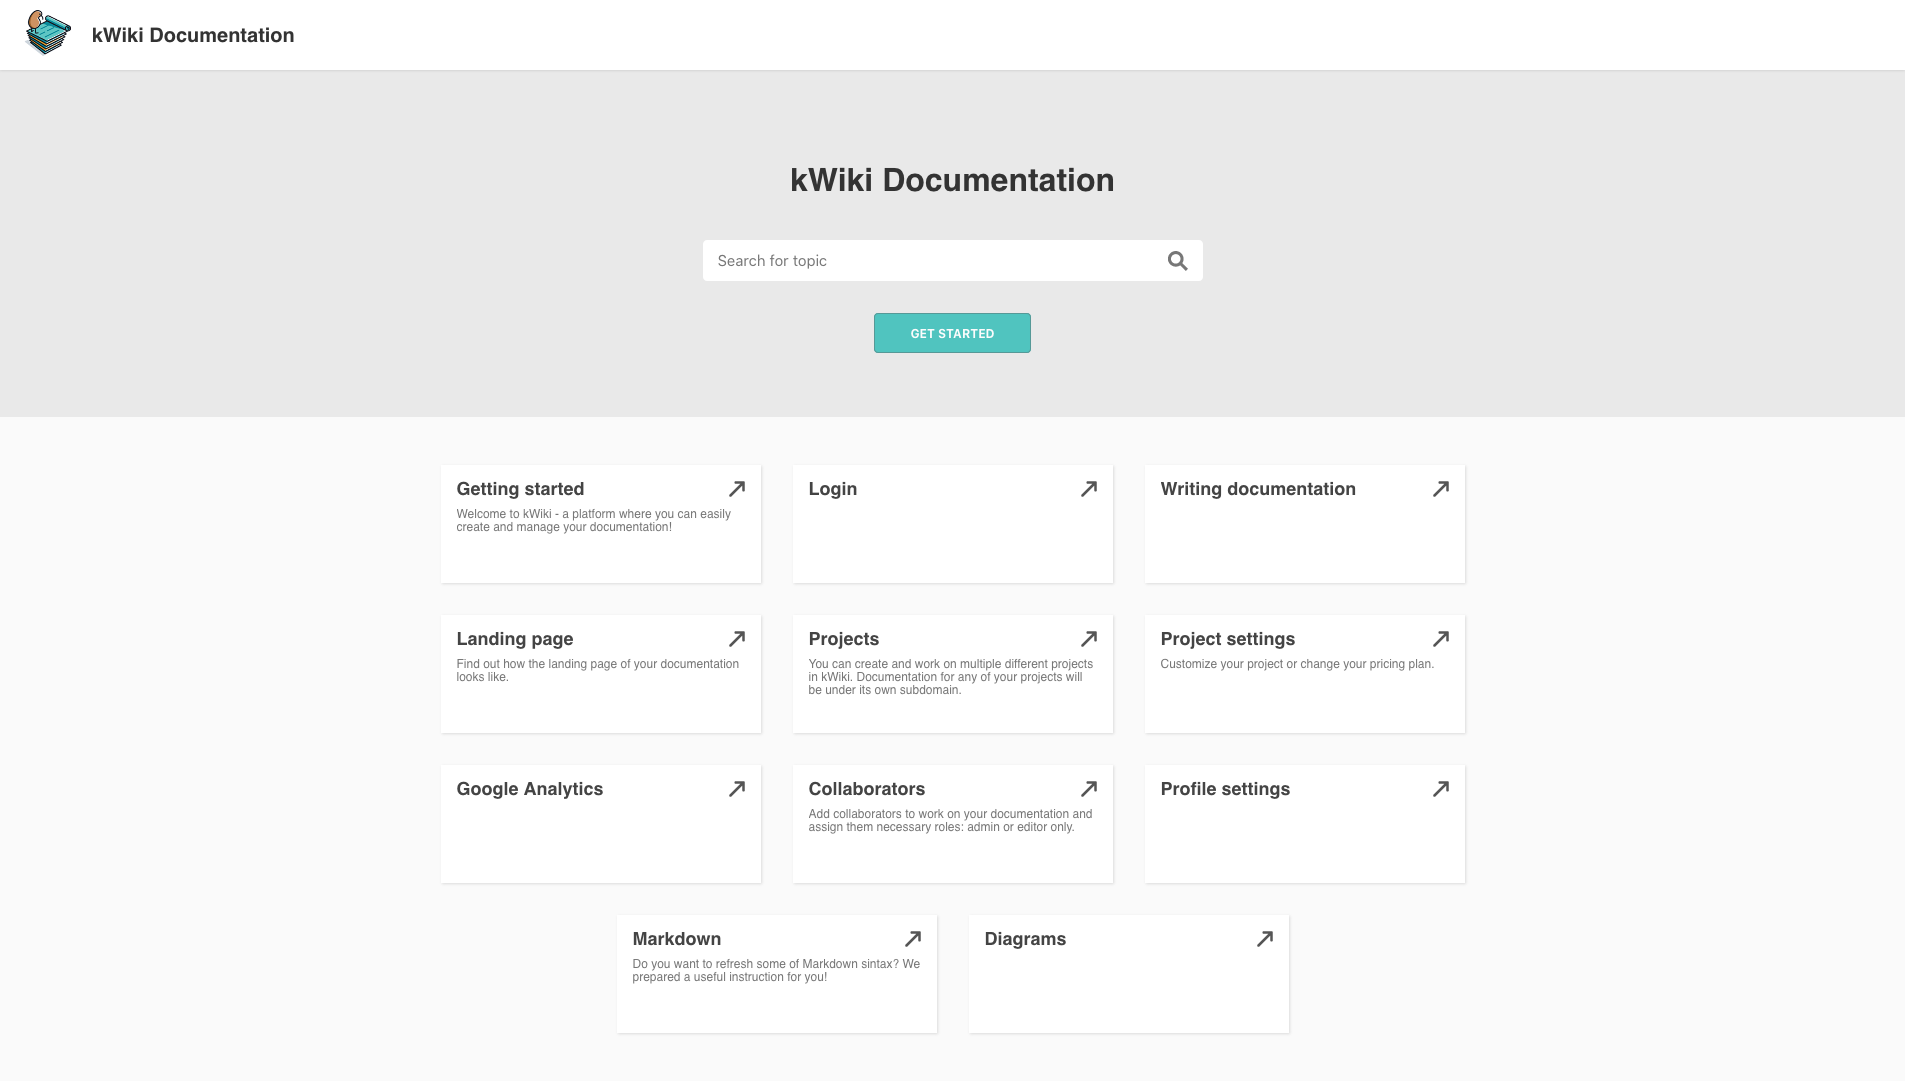 kWiki Documentation
kWiki Documentation
Search for topic
GET STARTED
Getting started
Welcome to kWiki - a platform where you can easily
create and manage your documentation!
Login
Writing documentation
Landing page
Find out how the landing page of your documentation
looks like.
Projects
You can create and work on multiple different projects
in kWiki. Documentation for any of your projects will
be under its own subdomain.
Project settings
Customize your project or change your pricing plan.
Google Analytics
Collaborators
Add collaborators to work on your documentation and
assign them necessary roles: admin or editor only.
Profile settings
Markdown
Do you want to refresh some of Markdown sintax? We
prepared a useful instruction for you!
Diagrams